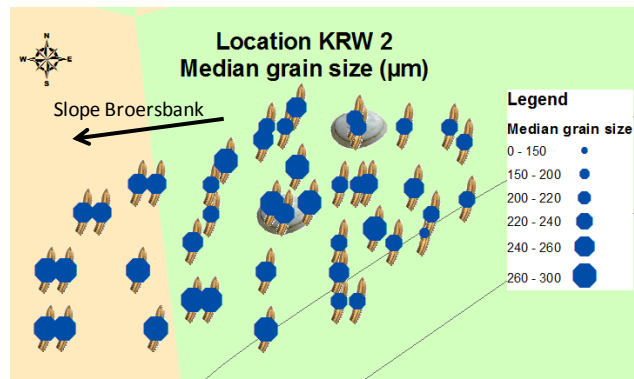 Location KRW 2
Median grain size (µm)
N
W E
S
Slope Broersbank
Legend
Median grain size
0 - 150
150 - 200
200 - 220
220 - 240
240 - 260
260 - 300